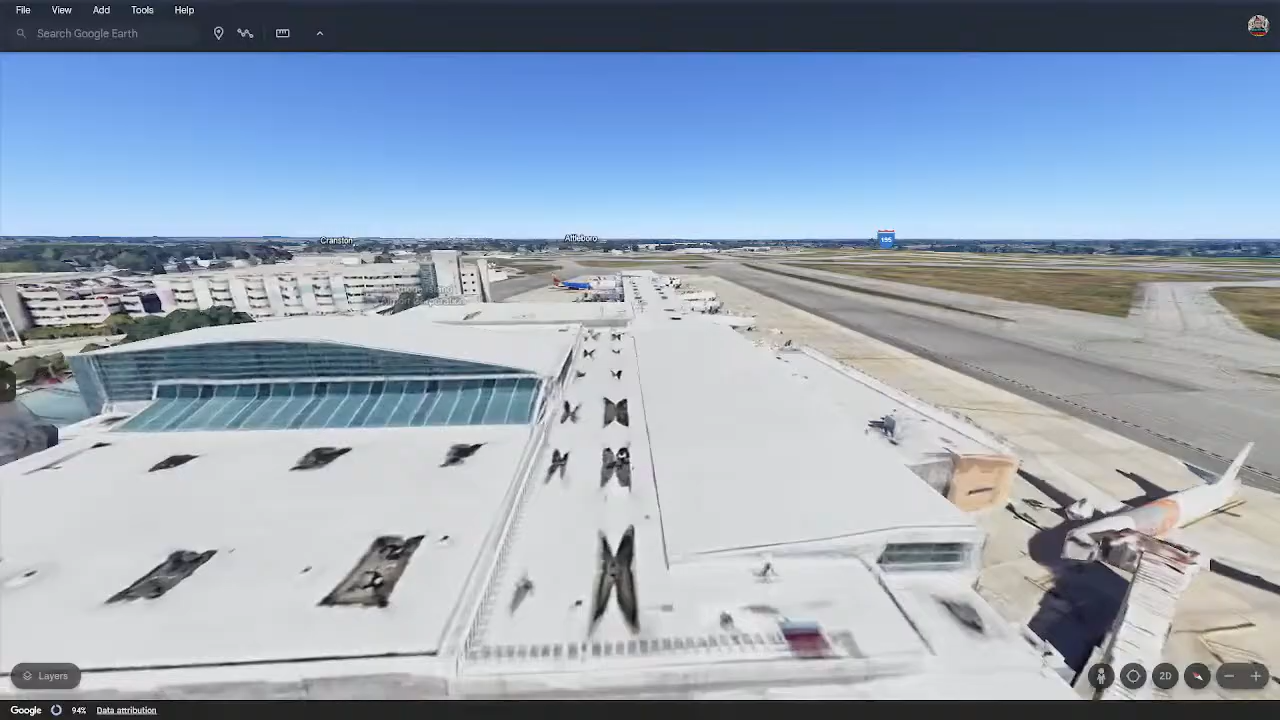 File View Add Tools Help
Search Google Earth
Cranston
Attleboro
195
Layers
2D
Google 94% Data attribution